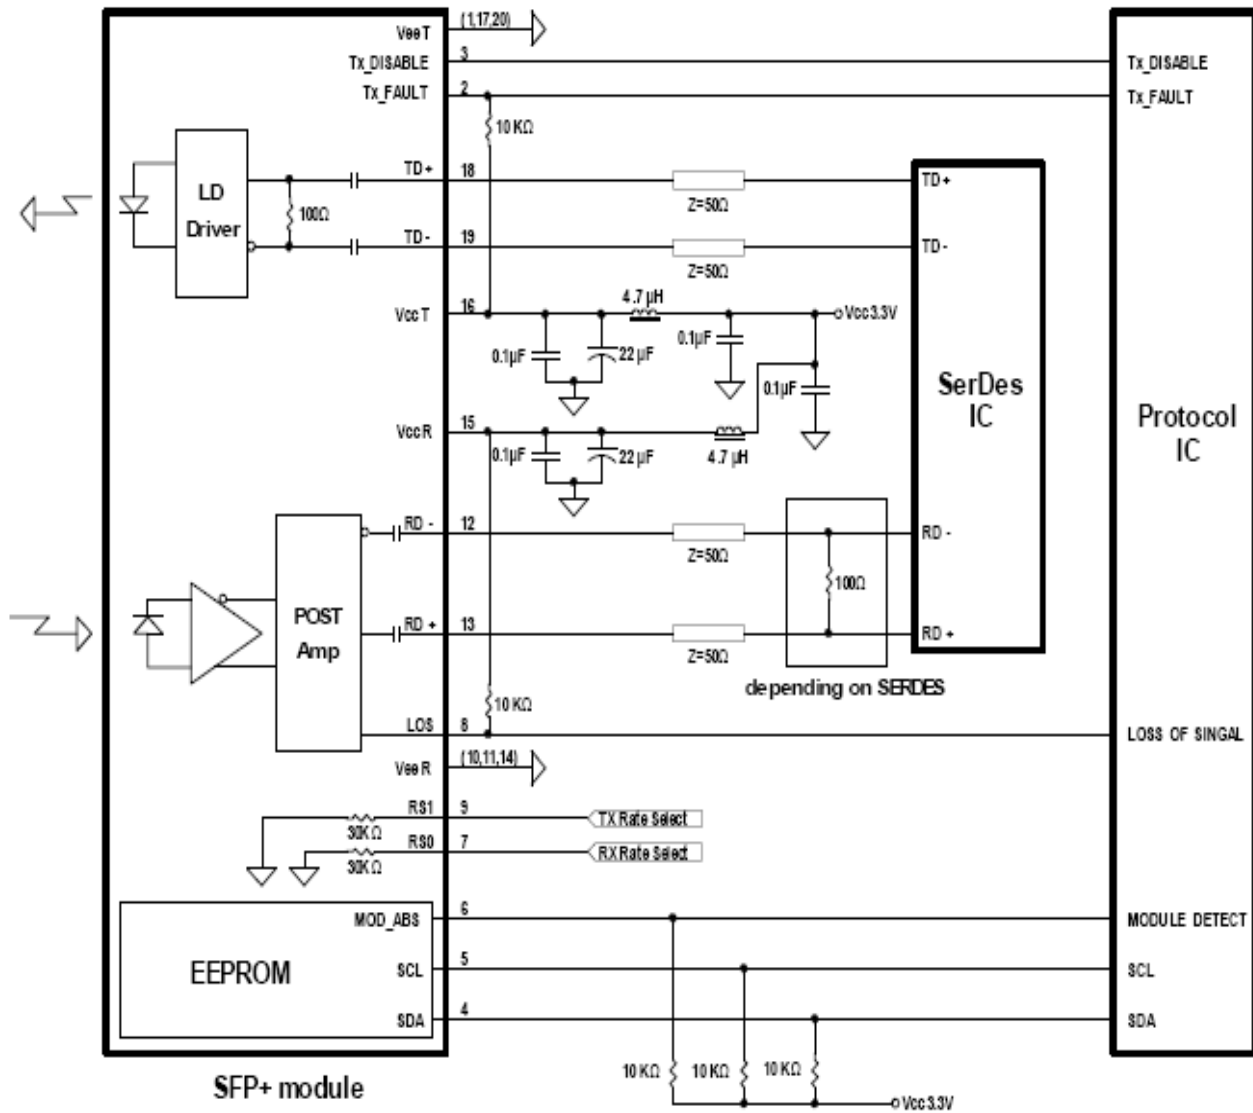 VeeT (1,17,20)
Tx_DISABLE 3 Tx_DISABLE
Tx_FAULT 2 Tx_FAULT
10 KΩ
LD
Driver
100Ω
TD+ 18 Z=50Ω TD+
TD- 19 Z=50Ω TD-
VccT 16 4.7 µH Vcc3.3V
0.1µF 22 µF 0.1µF
0.1µF
SerDes
IC
Protocol
IC
VccR 15
0.1µF 22 µF 4.7 µH
RD - 12 Z=50Ω RD -
100Ω
POST
Amp
RD + 13 Z=50Ω RD +
depending on SERDES
10 KΩ
LOS 8 LOSS OF SINGAL
VeeR (10,11,14)
RS1 9 TX Rate Select
30KΩ
RS0 7 RX Rate Select
30KΩ
MOD_ABS 6 MODULE DETECT
EEPROM
SCL 5 SCL
SDA 4 SDA
10 KΩ 10 KΩ 10 KΩ
SFP+ module
Vcc3.3V